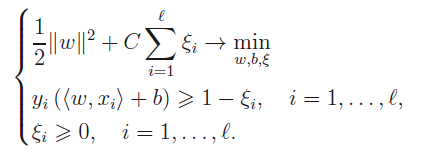 1/2 ‖w‖² + C ∑_{i=1}^{ℓ} ξ_i → min_{w,b,ξ}
y_i (⟨w, x_i⟩ + b) ⩾ 1 − ξ_i, i = 1, . . . , ℓ,
ξ_i ⩾ 0, i = 1, . . . , ℓ.